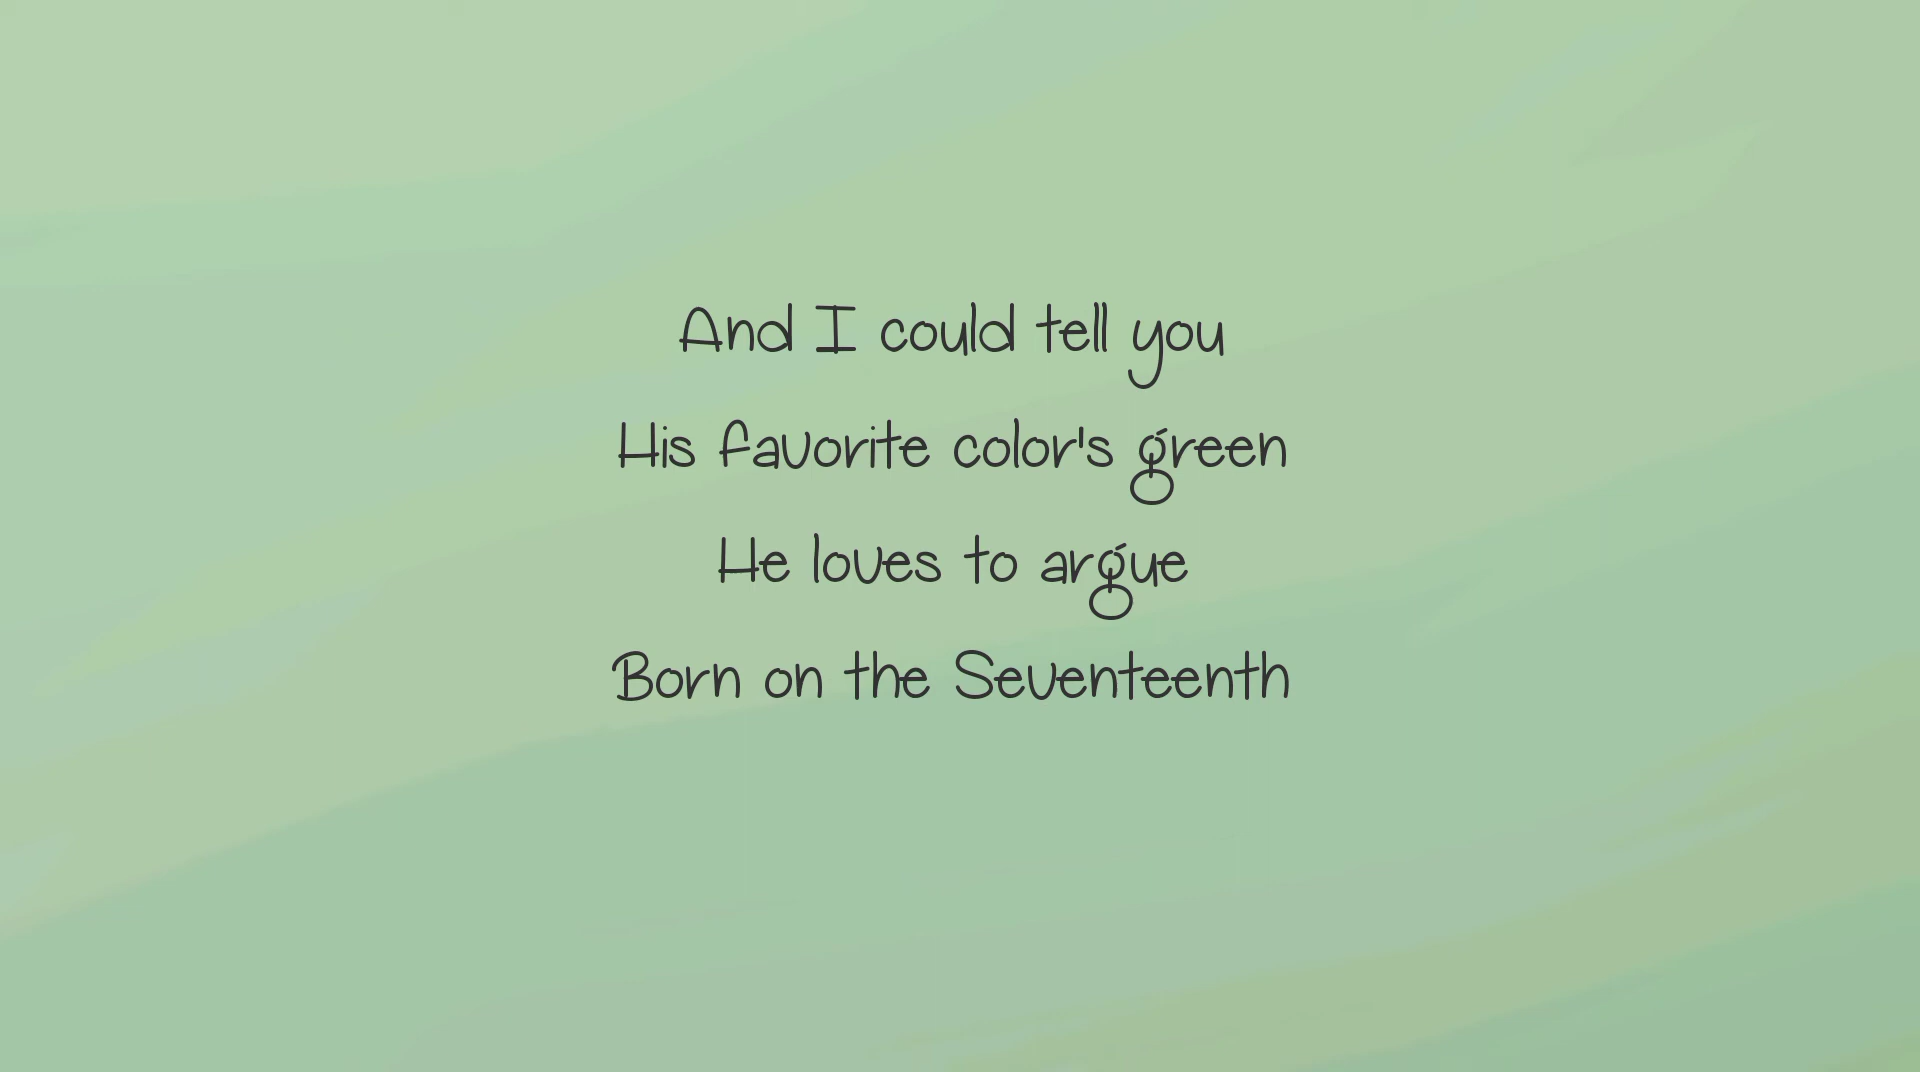 And I could tell you
His favorite color's green
He loves to argue
Born on the Seventeenth